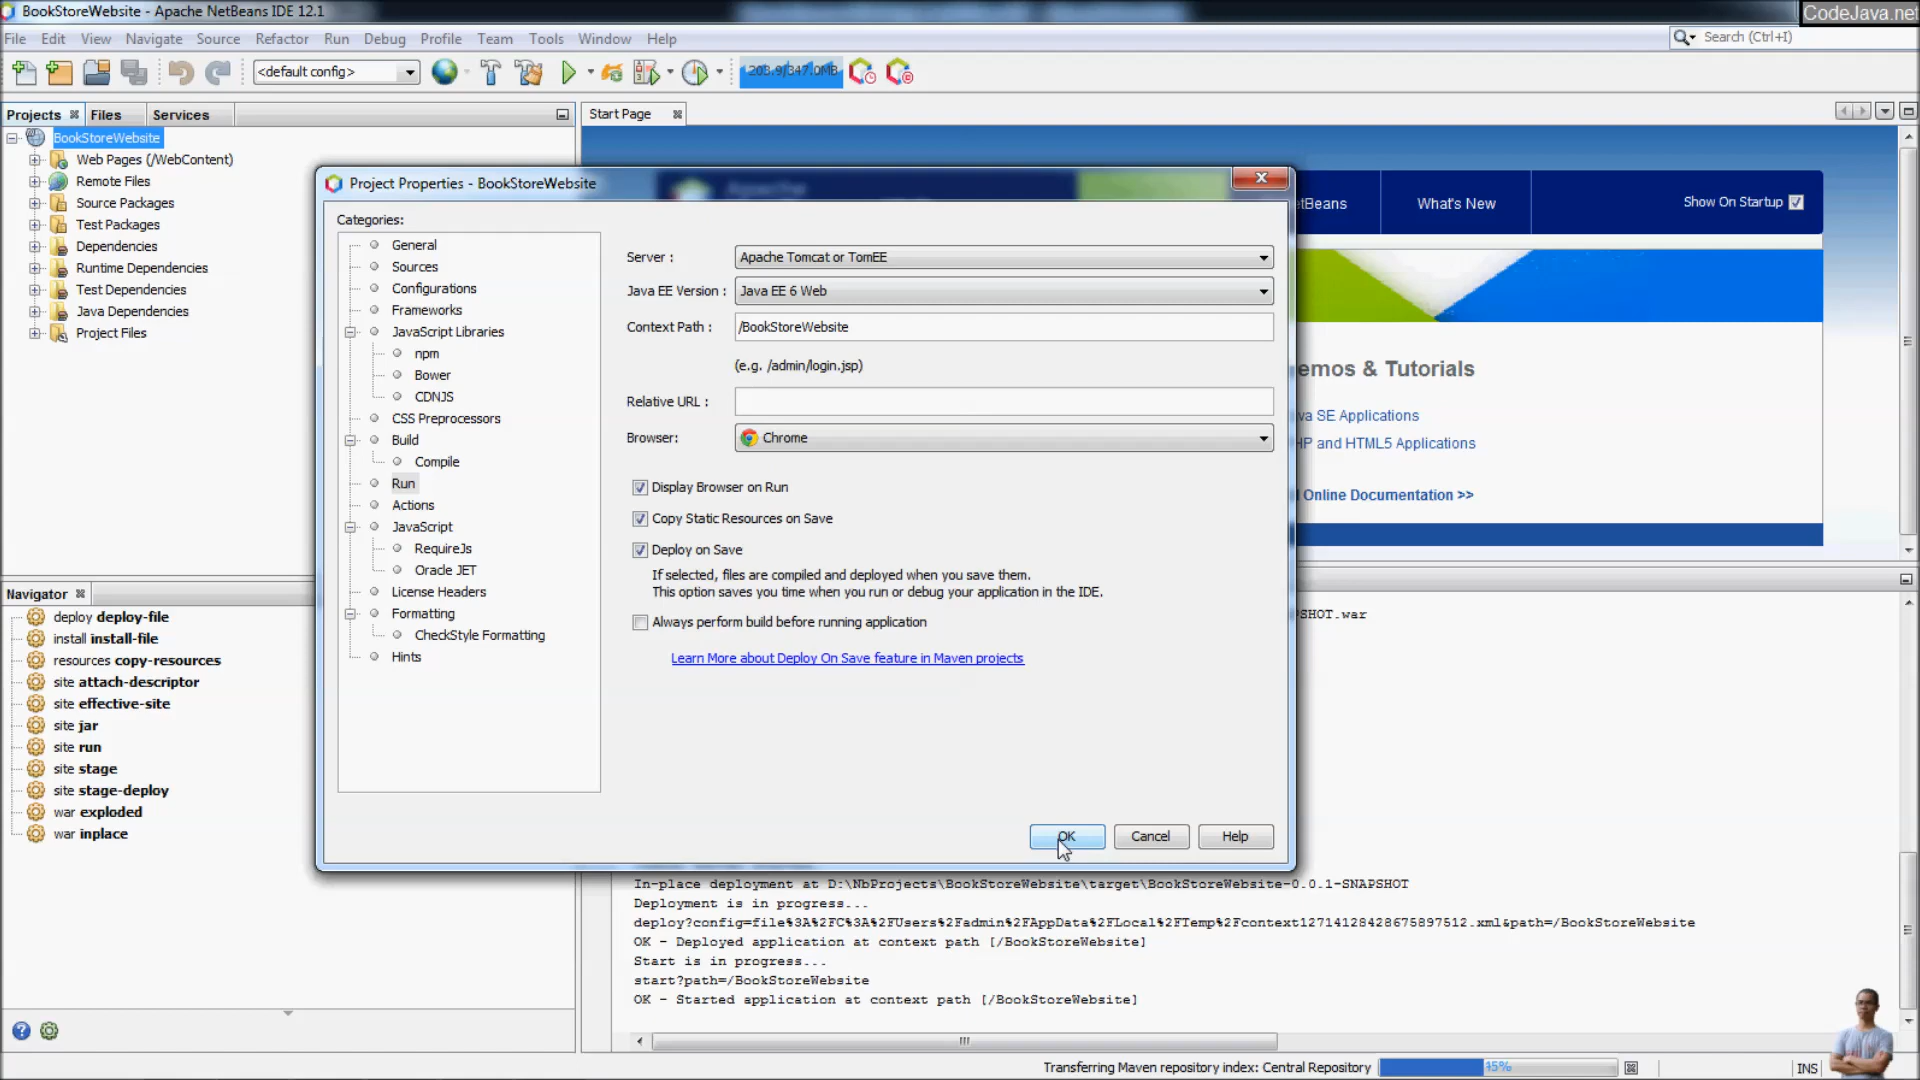 BookStoreWebsite - Apache NetBeans IDE 12.1
CodeJava.net
File Edit View Navigate Source Refactor Run Debug Profile Team Tools Window Help
Search (Ctrl+I)
<default config>
203.9/347.0MB
Projects Files Services
Start Page
BookStoreWebsite
Web Pages (/WebContent)
Remote Files
Source Packages
Test Packages
Dependencies
Runtime Dependencies
Test Dependencies
Java Dependencies
Project Files
Navigator
deploy deploy-file
install install-file
resources copy-resources
site attach-descriptor
site effective-site
site jar
site run
site stage
site stage-deploy
war exploded
war inplace
Project Properties - BookStoreWebsite
Categories:
General
Sources
Configurations
Frameworks
JavaScript Libraries
npm
Bower
CDNJS
CSS Preprocessors
Build
Compile
Run
Actions
JavaScript
RequireJs
Oracle JET
License Headers
Formatting
CheckStyle Formatting
Hints
Server : Apache Tomcat or TomEE
Java EE Version : Java EE 6 Web
Context Path : /BookStoreWebsite
(e.g. /admin/login.jsp)
Relative URL :
Browser: Chrome
Display Browser on Run
Copy Static Resources on Save
Deploy on Save
If selected, files are compiled and deployed when you save them.
This option saves you time when you run or debug your application in the IDE.
Always perform build before running application
Learn More about Deploy On Save feature in Maven projects
OK Cancel Help
etBeans What's New Show On Startup
emos & Tutorials
va SE Applications
HP and HTML5 Applications
Online Documentation >>
SHOT.war
In-place deployment at D:\NbProjects\BookStoreWebsite\target\BookStoreWebsite-0.0.1-SNAPSHOT
Deployment is in progress...
deploy?config=file%3A%2FC%3A%2FUsers%2Fadmin%2FAppData%2FLocal%2FTemp%2Fcontext12714128428675897512.xml&path=/BookStoreWebsite
OK - Deployed application at context path [/BookStoreWebsite]
Start is in progress...
start?path=/BookStoreWebsite
OK - Started application at context path [/BookStoreWebsite]
Transferring Maven repository index: Central Repository 45% INS